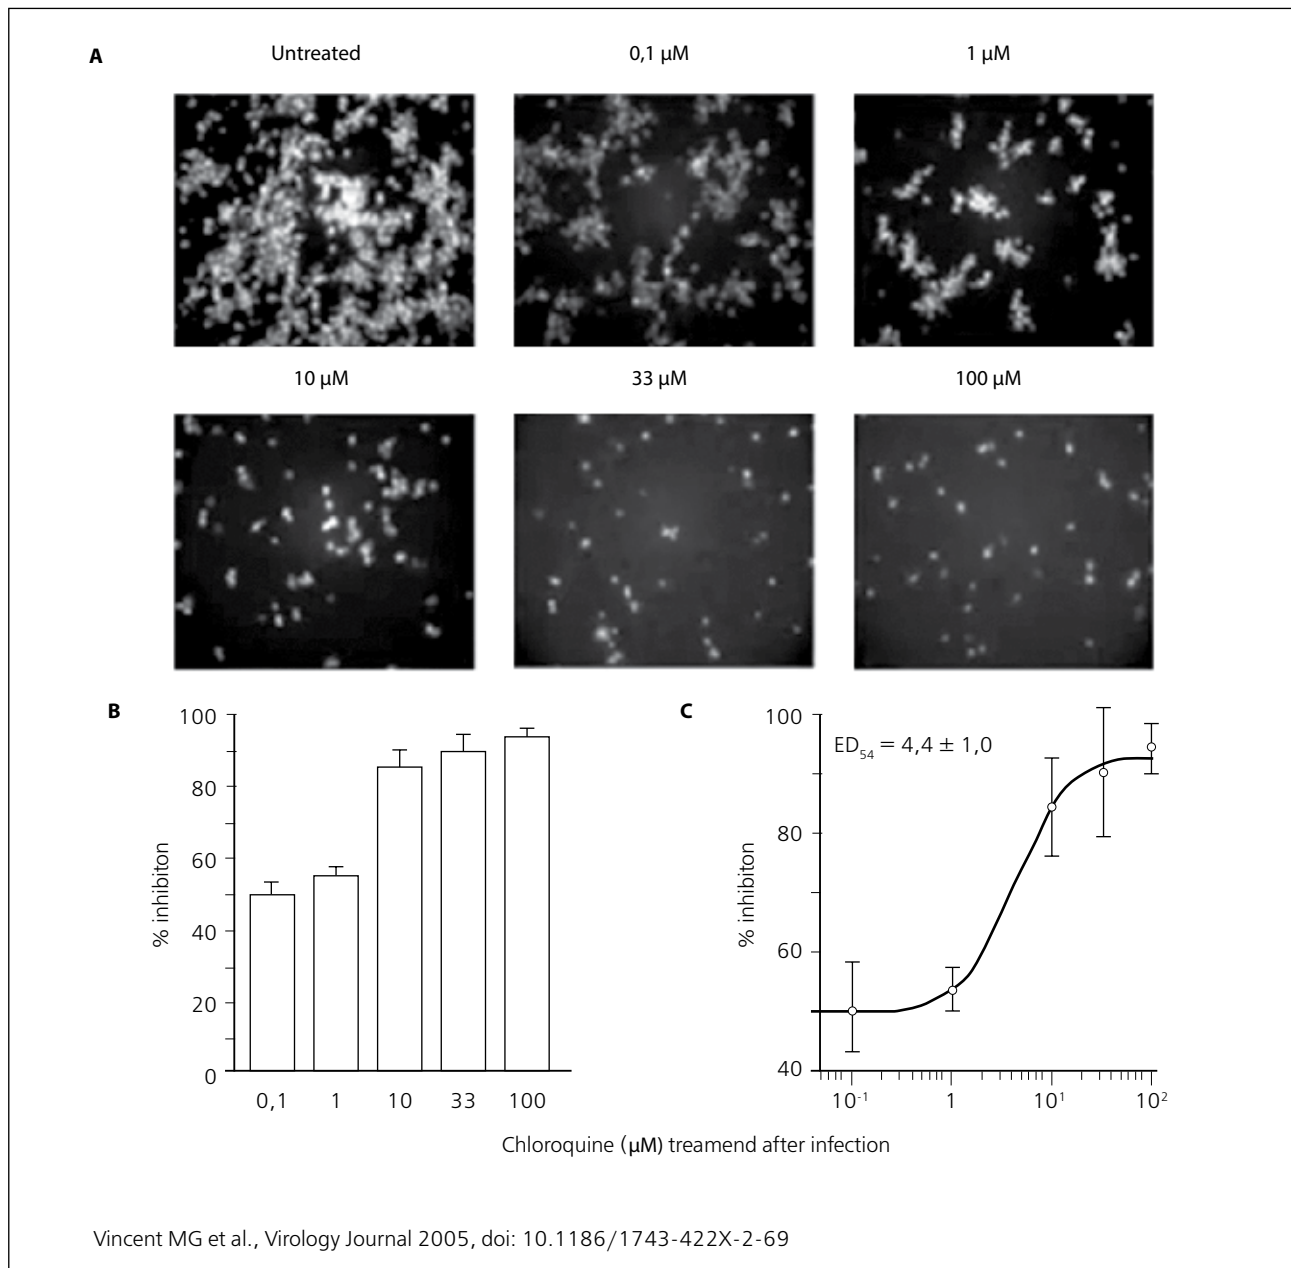 A
Untreated
0,1 μM
1 μM
10 μM
33 μM
100 μM
B
100
80
60
40
20
0
% inhibiton
0,1 1 10 33 100
C
ED54 = 4,4 ± 1,0
100
80
60
40
% inhibiton
10-1 1 101 102
Chloroquine (μM) treamend after infection
Vincent MG et al., Virology Journal 2005, doi: 10.1186/1743-422X-2-69